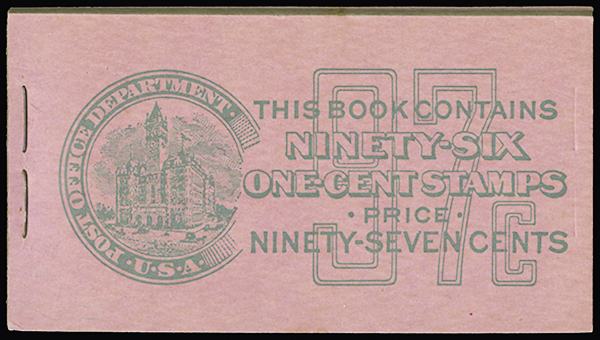 POST OFFICE DEPARTMENT · U·S·A·
97c
THIS BOOK CONTAINS
NINETY-SIX
ONE-CENT STAMPS
· PRICE ·
NINETY-SEVEN CENTS